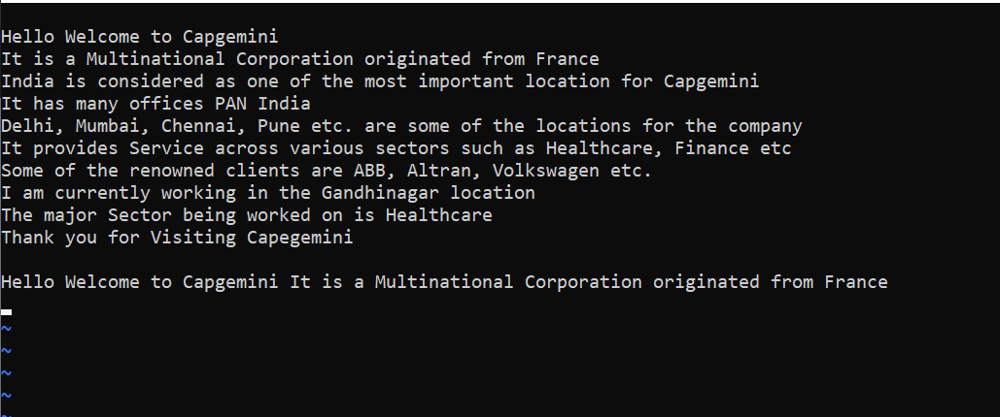 Hello Welcome to Capgemini
It is a Multinational Corporation originated from France
India is considered as one of the most important location for Capgemini
It has many offices PAN India
Delhi, Mumbai, Chennai, Pune etc. are some of the locations for the company
It provides Service across various sectors such as Healthcare, Finance etc
Some of the renowned clients are ABB, Altran, Volkswagen etc.
I am currently working in the Gandhinagar location
The major Sector being worked on is Healthcare
Thank you for Visiting Capegemini

Hello Welcome to Capgemini It is a Multinational Corporation originated from France
~
~
~
~
~